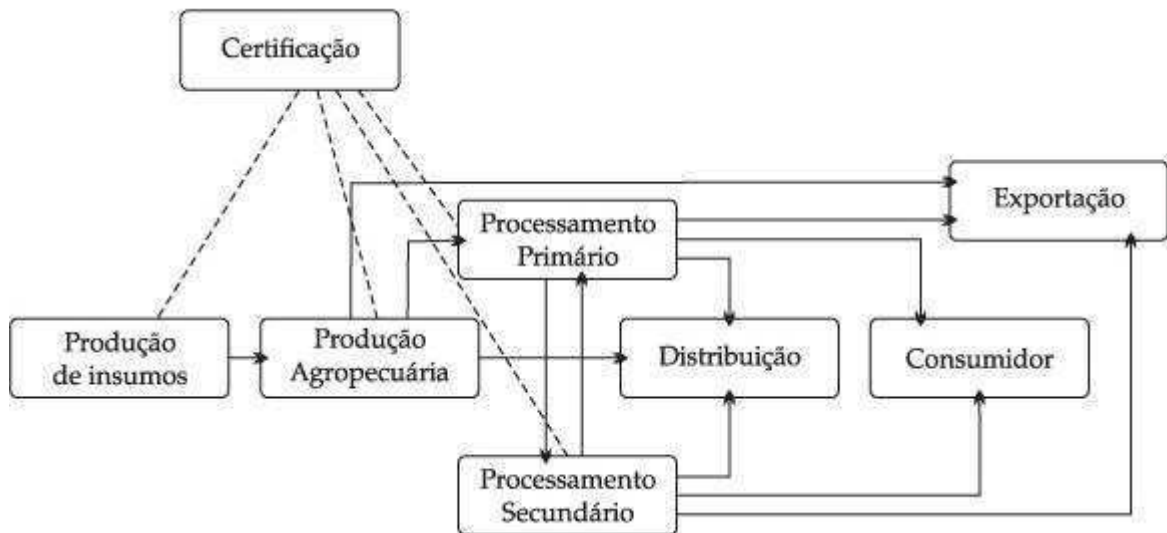 Certificação
Exportação
Processamento
Primário
Produção
de insumos
Produção
Agropecuária
Distribuição
Consumidor
Processamento
Secundário